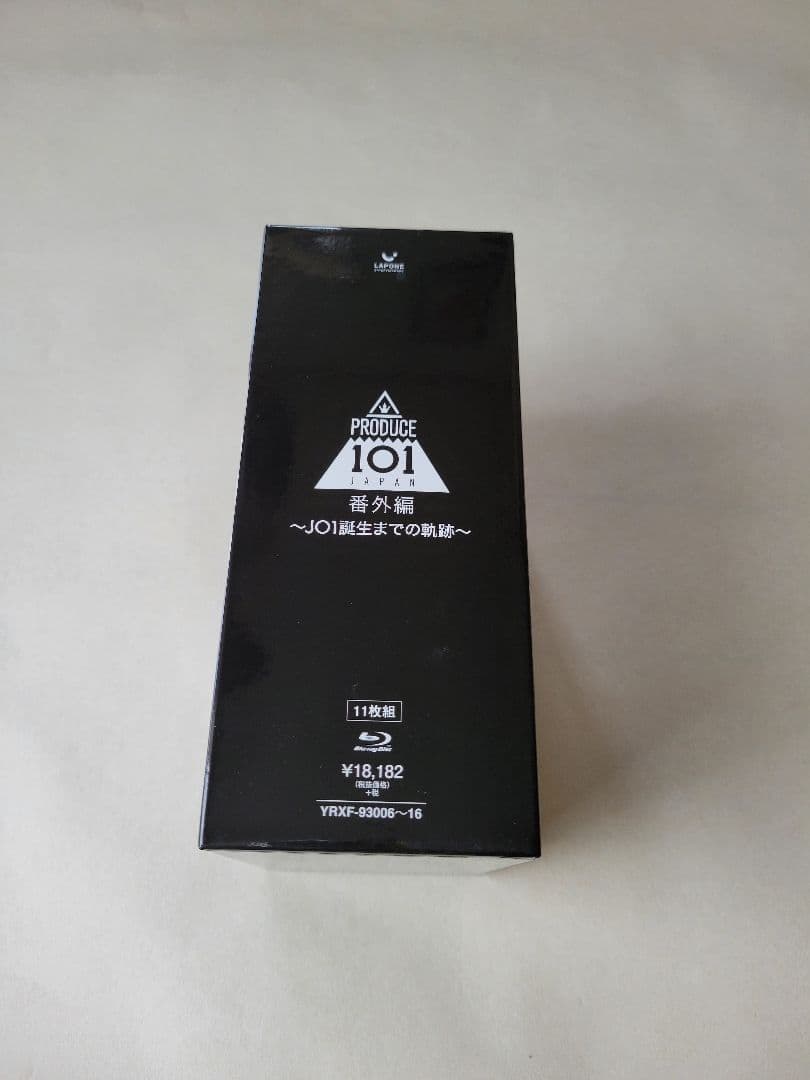 LAPONE
PRODUCE
101
JAPAN
番外編
～JO1誕生までの軌跡～
11枚組
Blu-ray Disc
¥18,182
(税抜価格)
+税
YRXF-93006～16